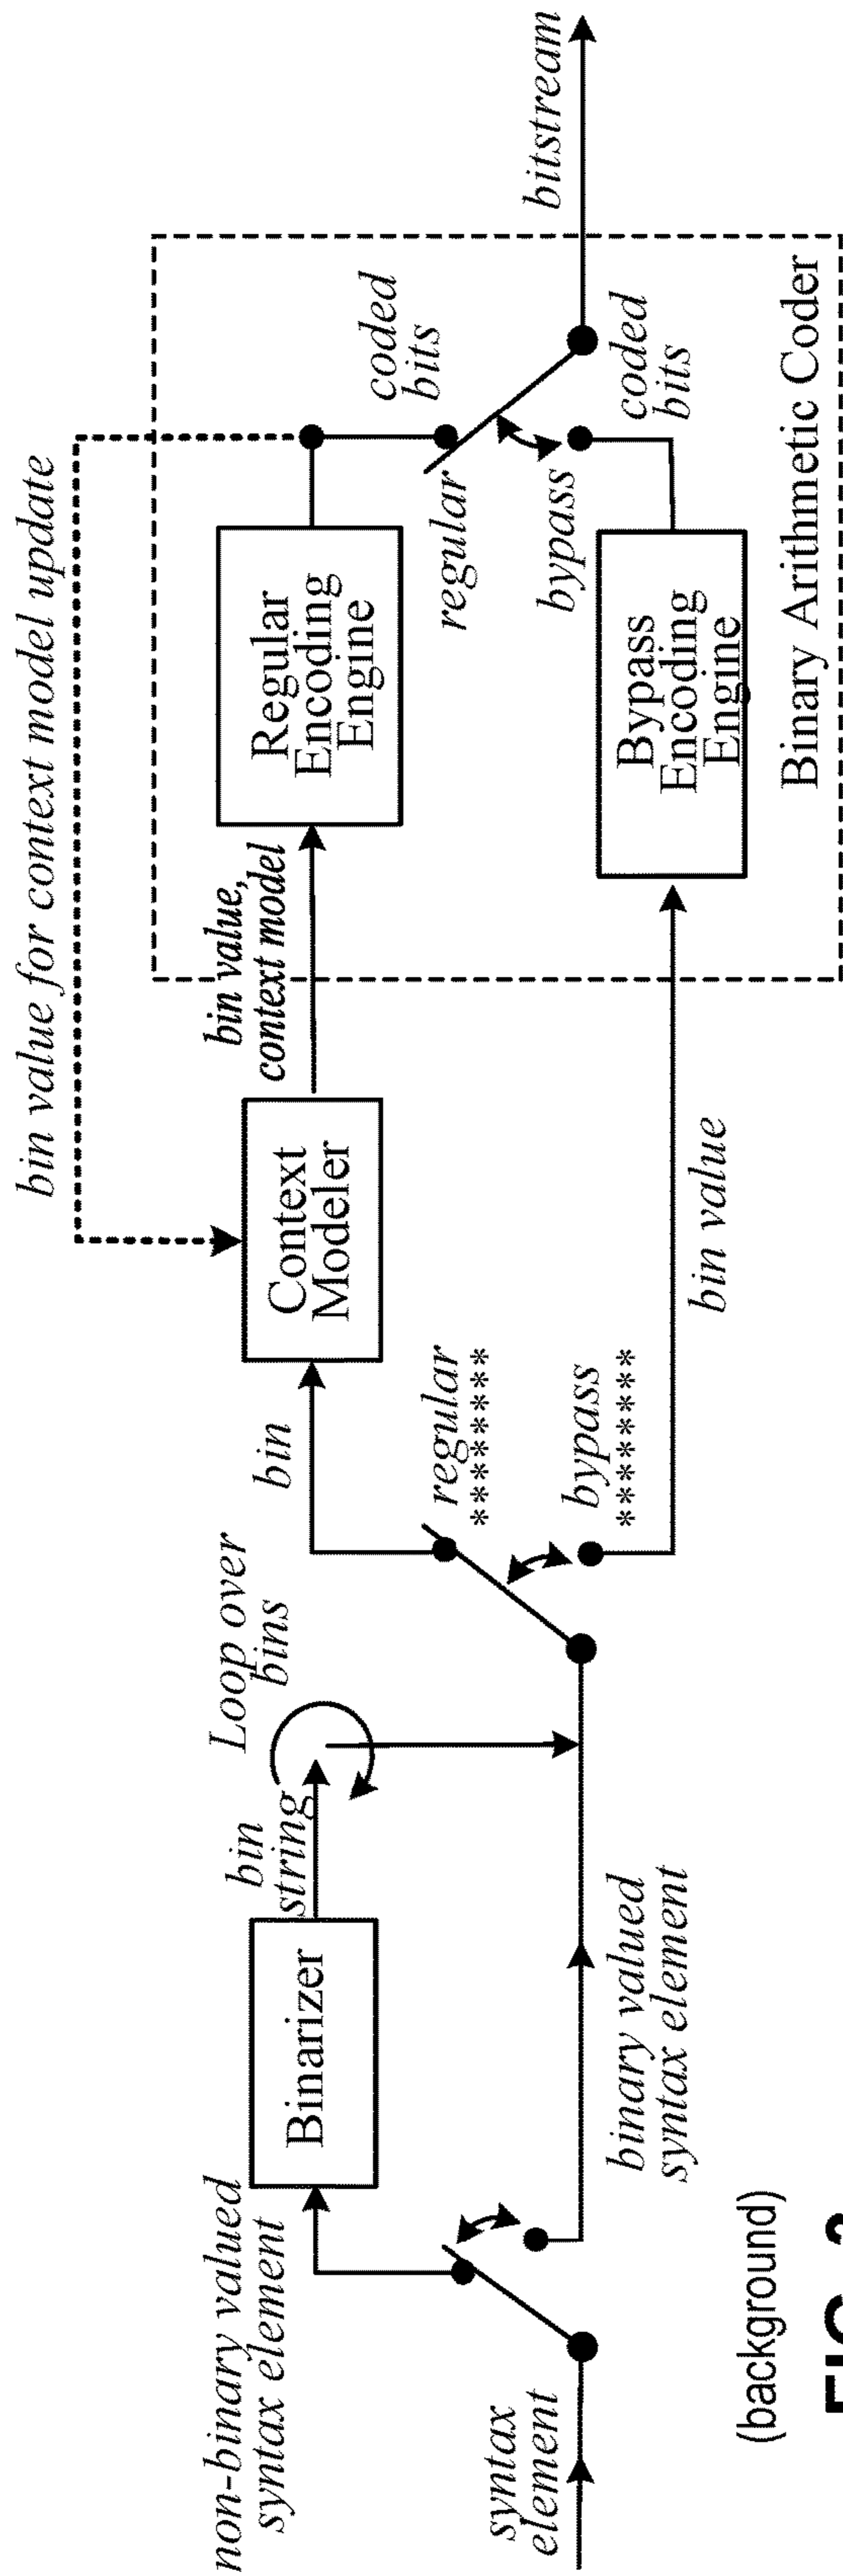 bin value for context model update
non-binary valued
syntax element
Binarizer
bin
string
Loop over
bins
bin
Context
Modeler
bin value,
context model
Regular
Encoding
Engine
coded
bits
regular
*********
regular
bitstream
syntax
element
binary valued
syntax element
bypass
*********
bin value
bypass
Bypass
Encoding
Engine
coded
bits
Binary Arithmetic Coder
(background)
FIG.